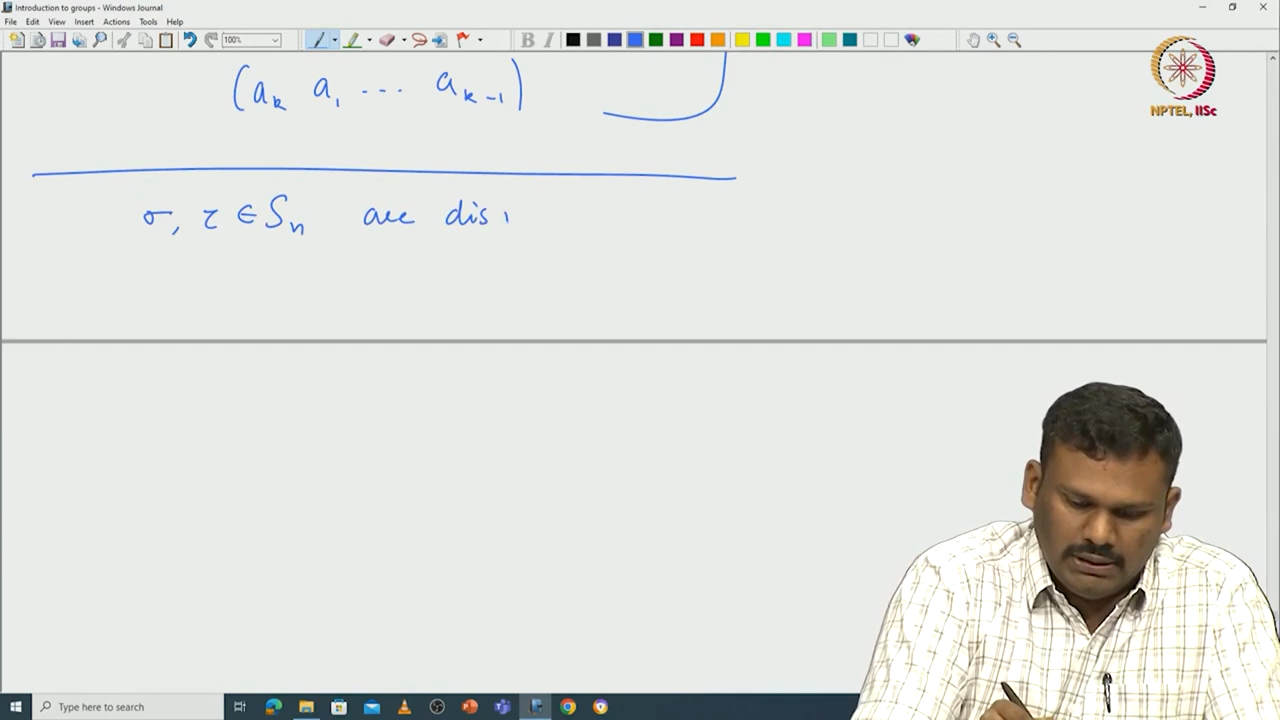 Introduction to groups - Windows Journal
File Edit View Insert Actions Tools Help
100%
B I
NPTEL, IISc
(a_k a_1 ... a_{k-1})
σ, τ ∈ S_n are dis
Type here to search